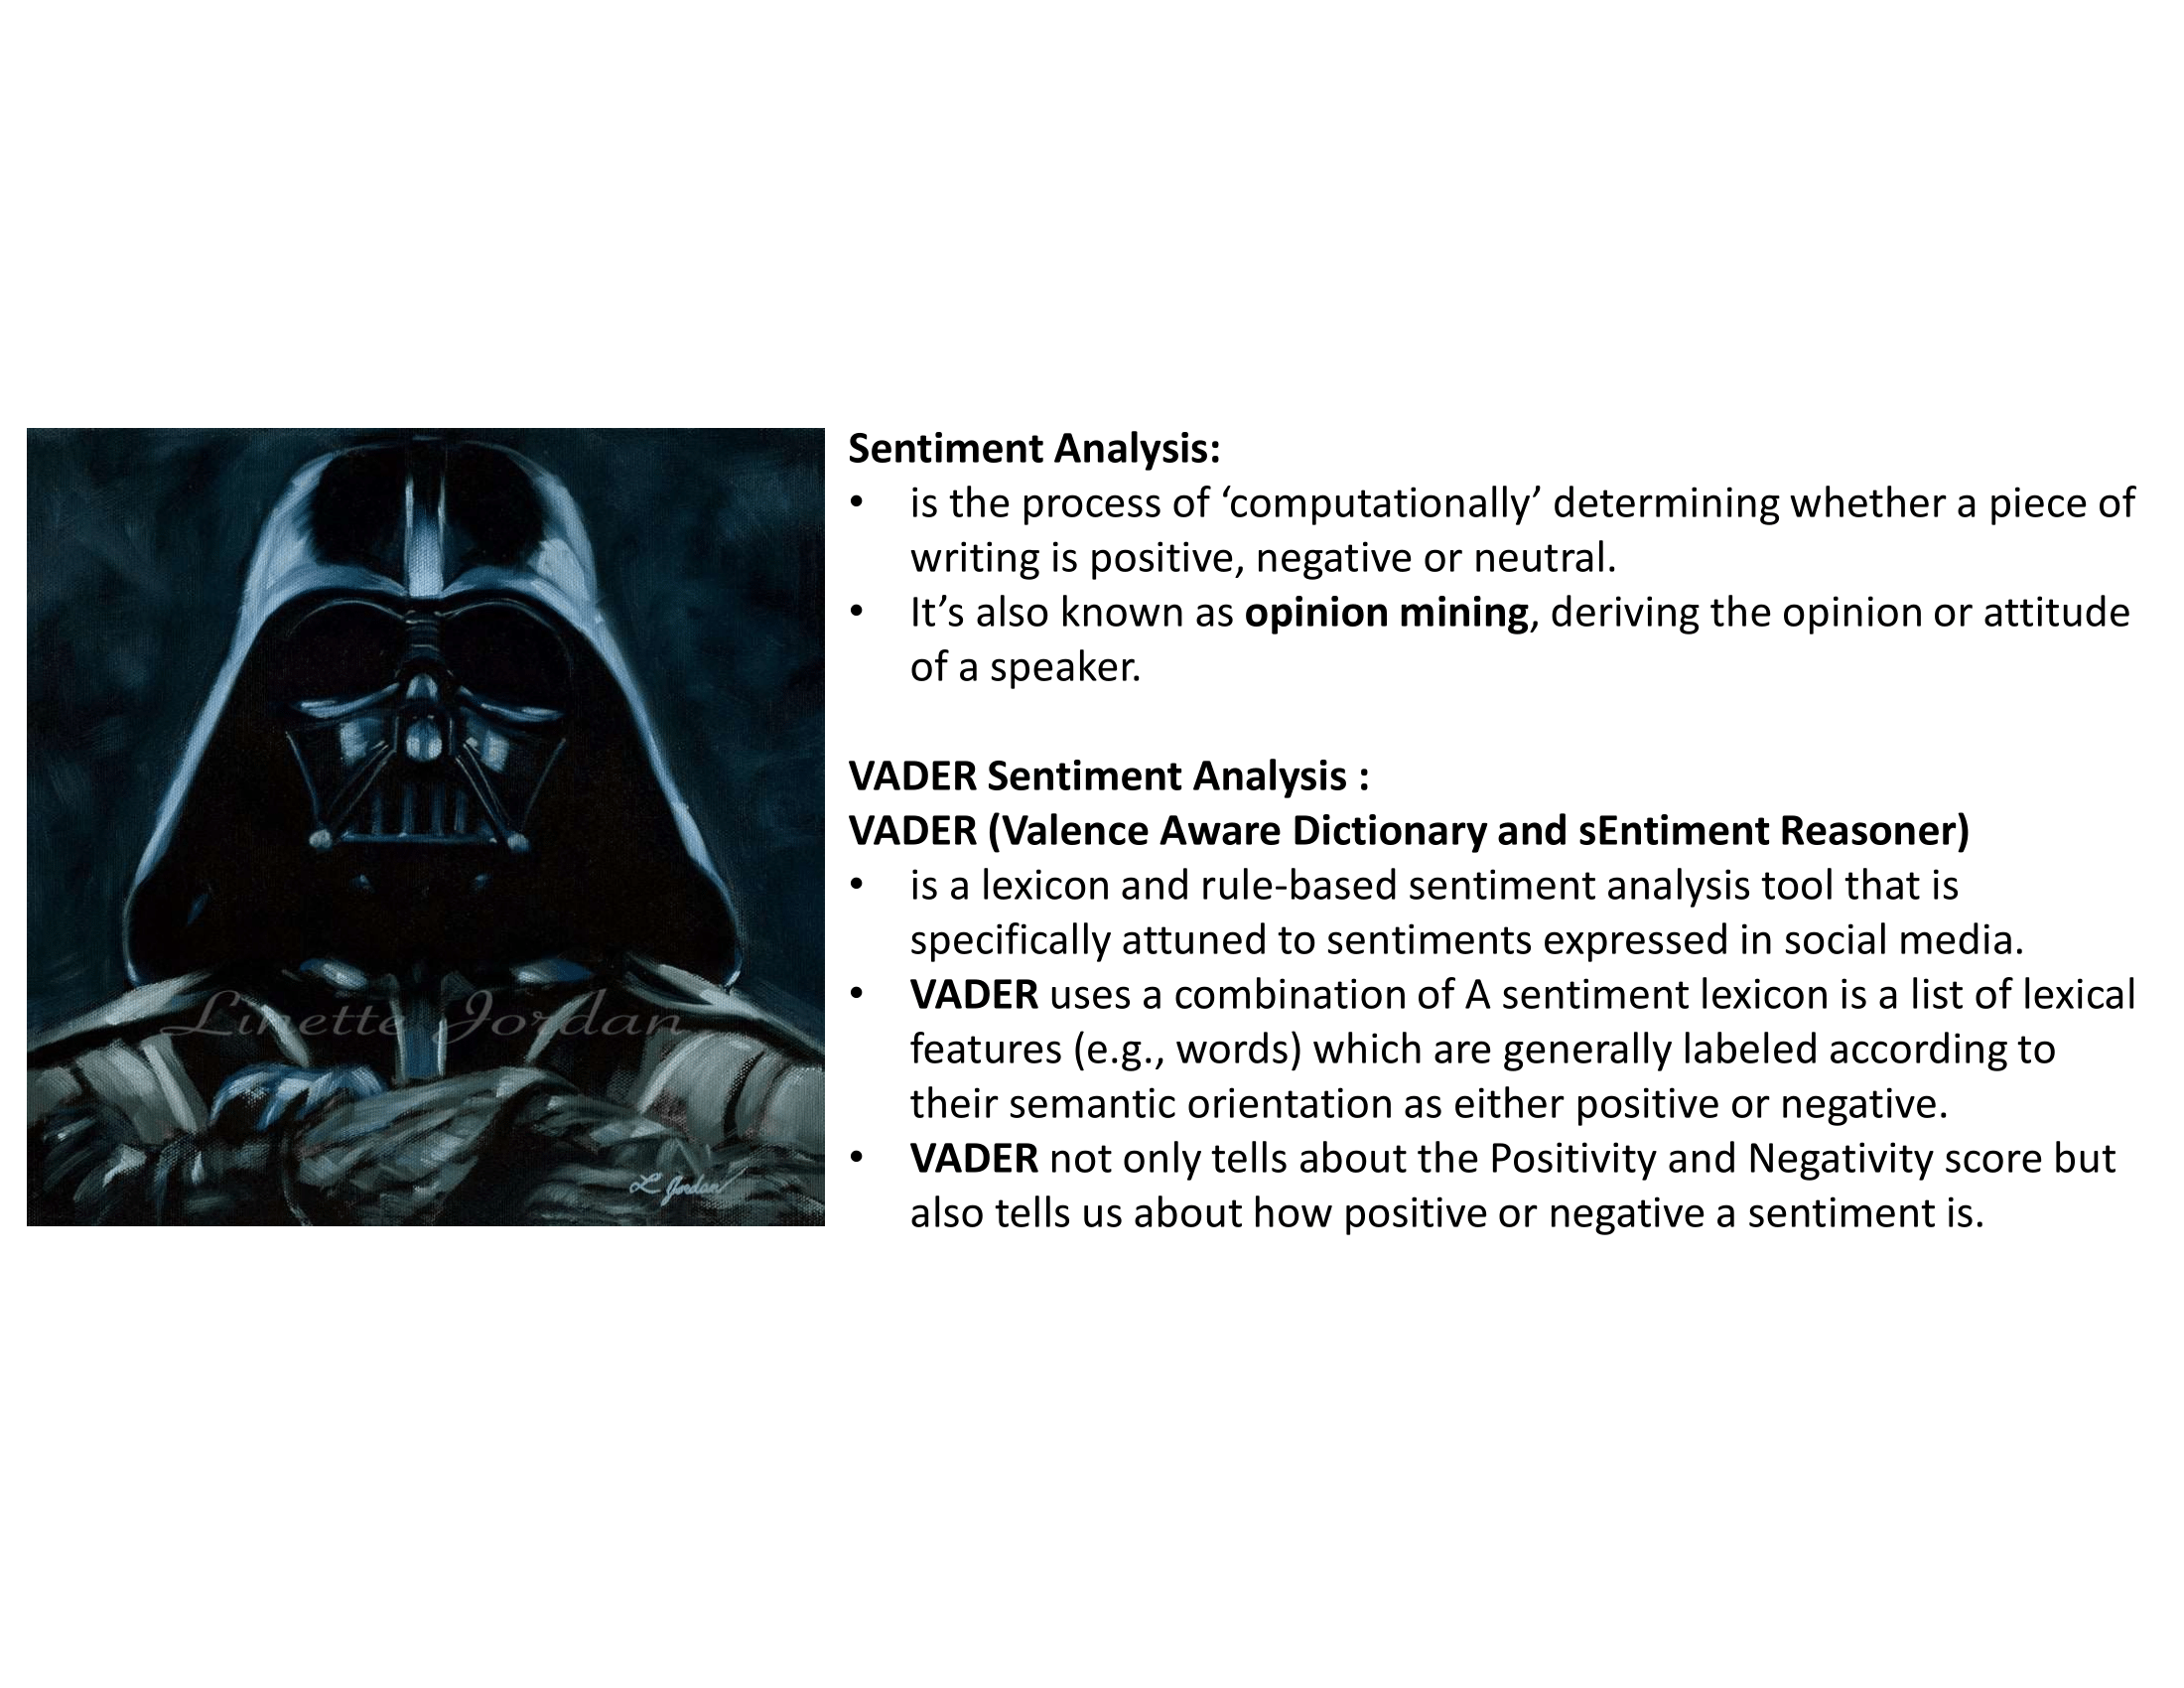 Linette Jordan
L Jordan
Sentiment Analysis:
• is the process of ‘computationally’ determining whether a piece of
writing is positive, negative or neutral.
• It’s also known as opinion mining, deriving the opinion or attitude
of a speaker.
VADER Sentiment Analysis :
VADER (Valence Aware Dictionary and sEntiment Reasoner)
• is a lexicon and rule-based sentiment analysis tool that is
specifically attuned to sentiments expressed in social media.
• VADER uses a combination of A sentiment lexicon is a list of lexical
features (e.g., words) which are generally labeled according to
their semantic orientation as either positive or negative.
• VADER not only tells about the Positivity and Negativity score but
also tells us about how positive or negative a sentiment is.